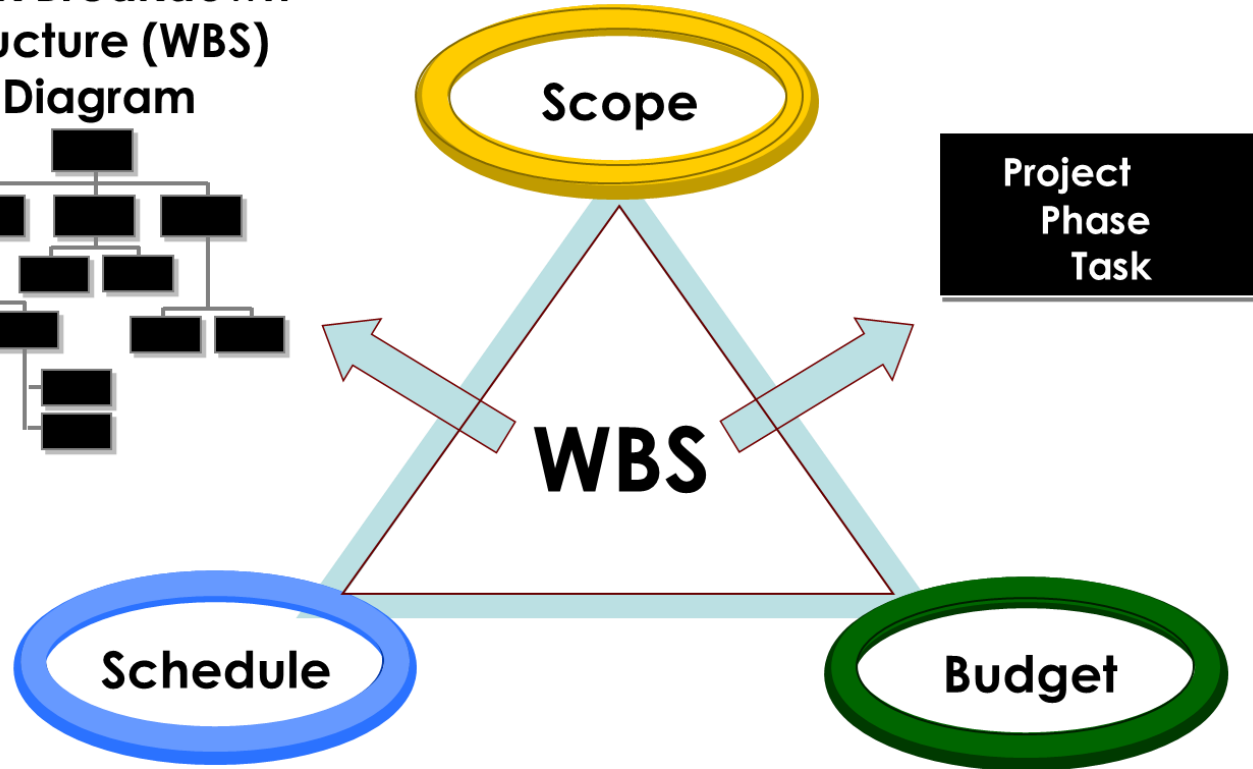 ucture (WBS)
Diagram
Scope
Project
Phase
Task
WBS
Schedule
Budget